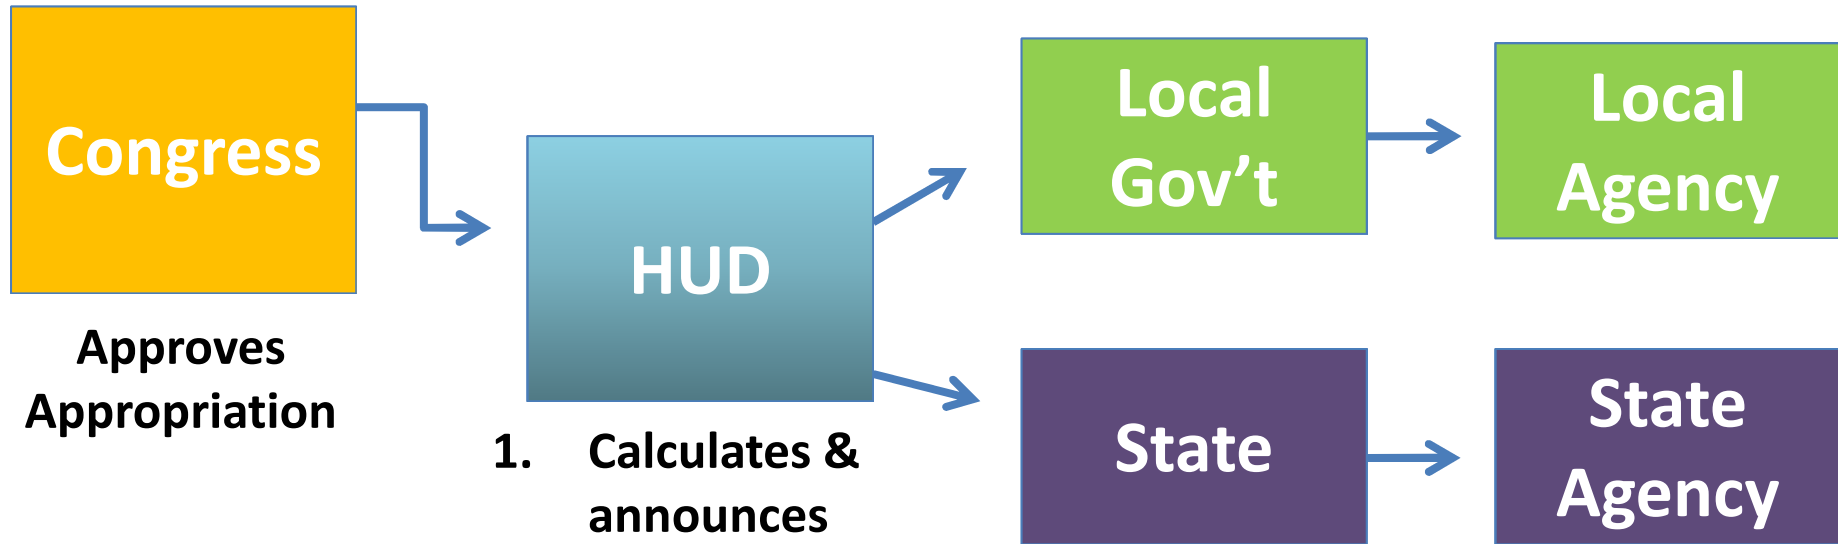 Congress
Approves
Appropriation
HUD
1. Calculates &
announces
Local
Gov’t
Local
Agency
State
State
Agency